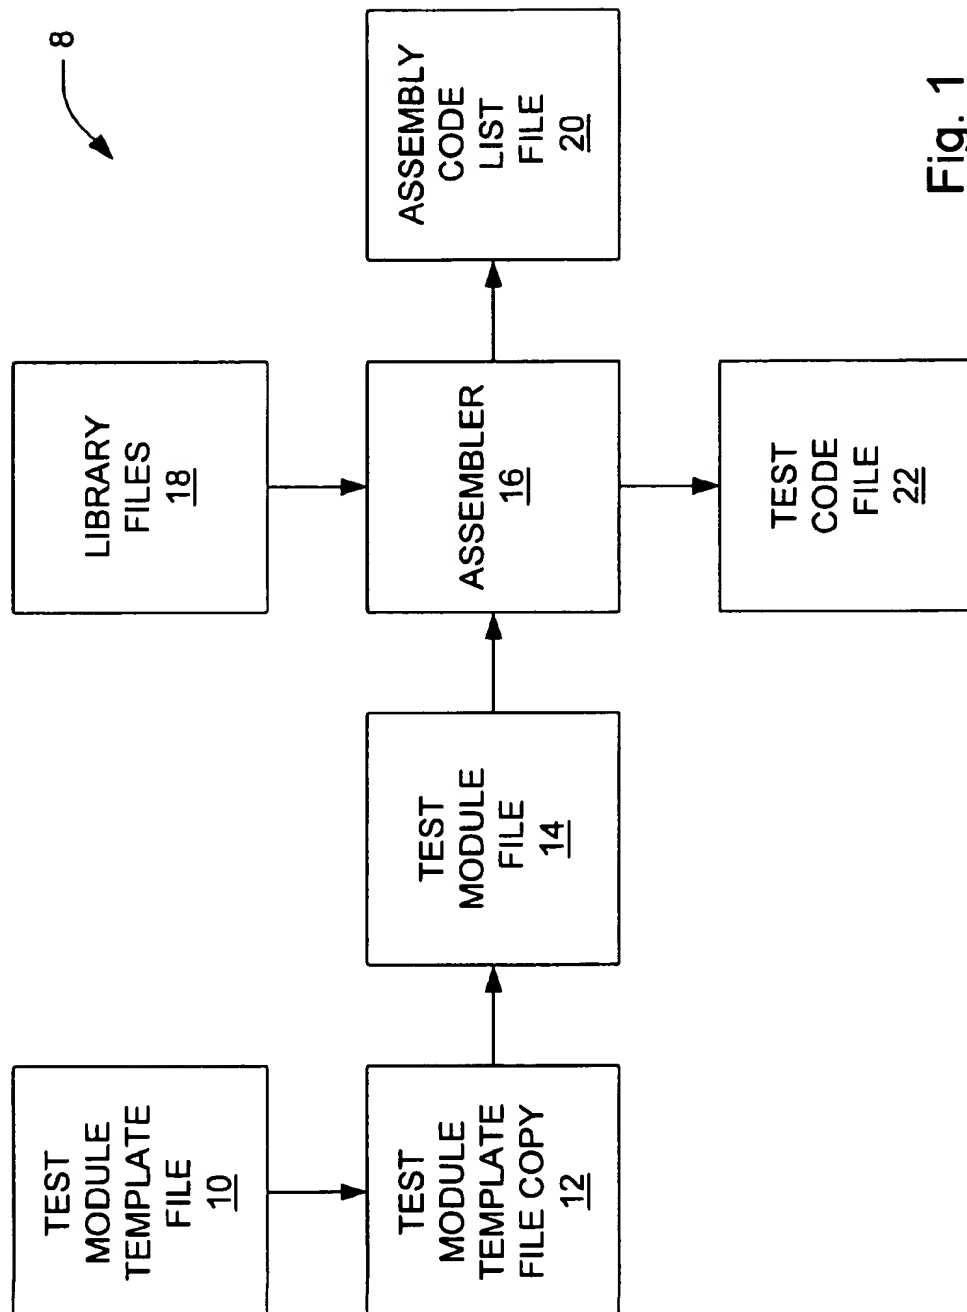 8
TEST
MODULE
TEMPLATE
FILE
10
LIBRARY
FILES
18
TEST
MODULE
TEMPLATE
FILE COPY
12
TEST
MODULE
FILE
14
ASSEMBLER
16
ASSEMBLY
CODE
LIST
FILE
20
TEST
CODE
FILE
22
Fig. 1